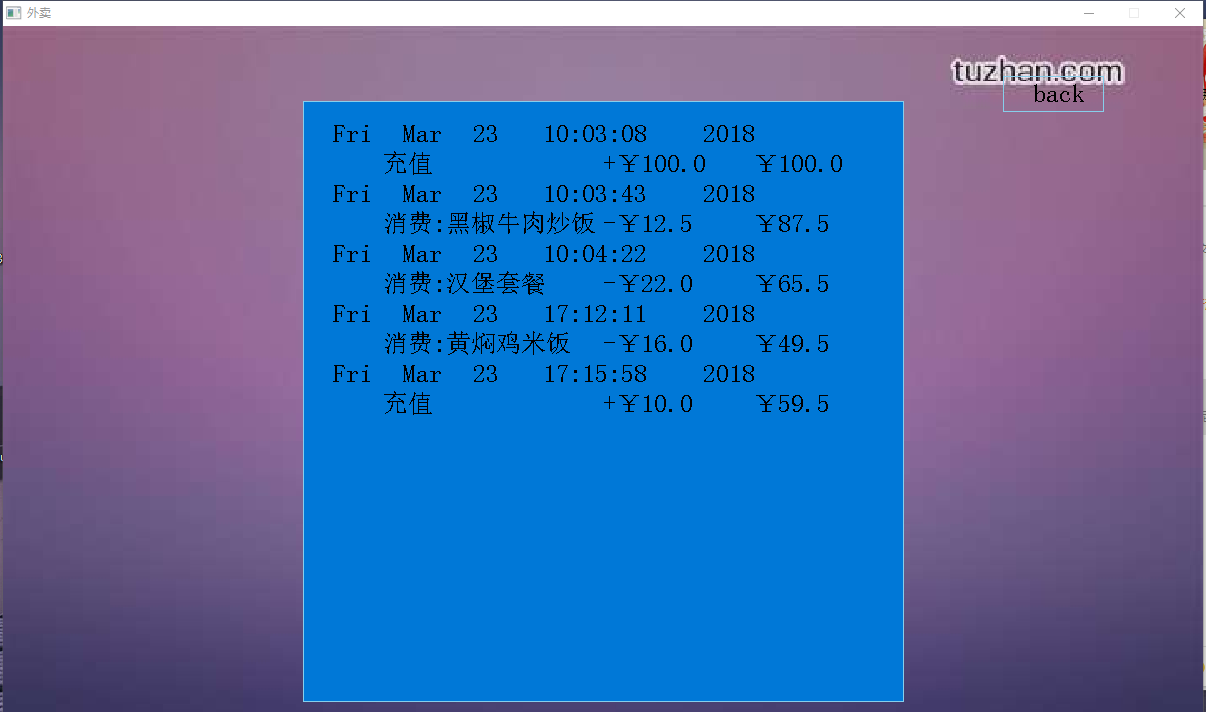 外卖
tuzhan.com
back
Fri Mar 23 10:03:08 2018
充值 +￥100.0 ￥100.0
Fri Mar 23 10:03:43 2018
消费:黑椒牛肉炒饭 -￥12.5 ￥87.5
Fri Mar 23 10:04:22 2018
消费:汉堡套餐 -￥22.0 ￥65.5
Fri Mar 23 17:12:11 2018
消费:黄焖鸡米饭 -￥16.0 ￥49.5
Fri Mar 23 17:15:58 2018
充值 +￥10.0 ￥59.5